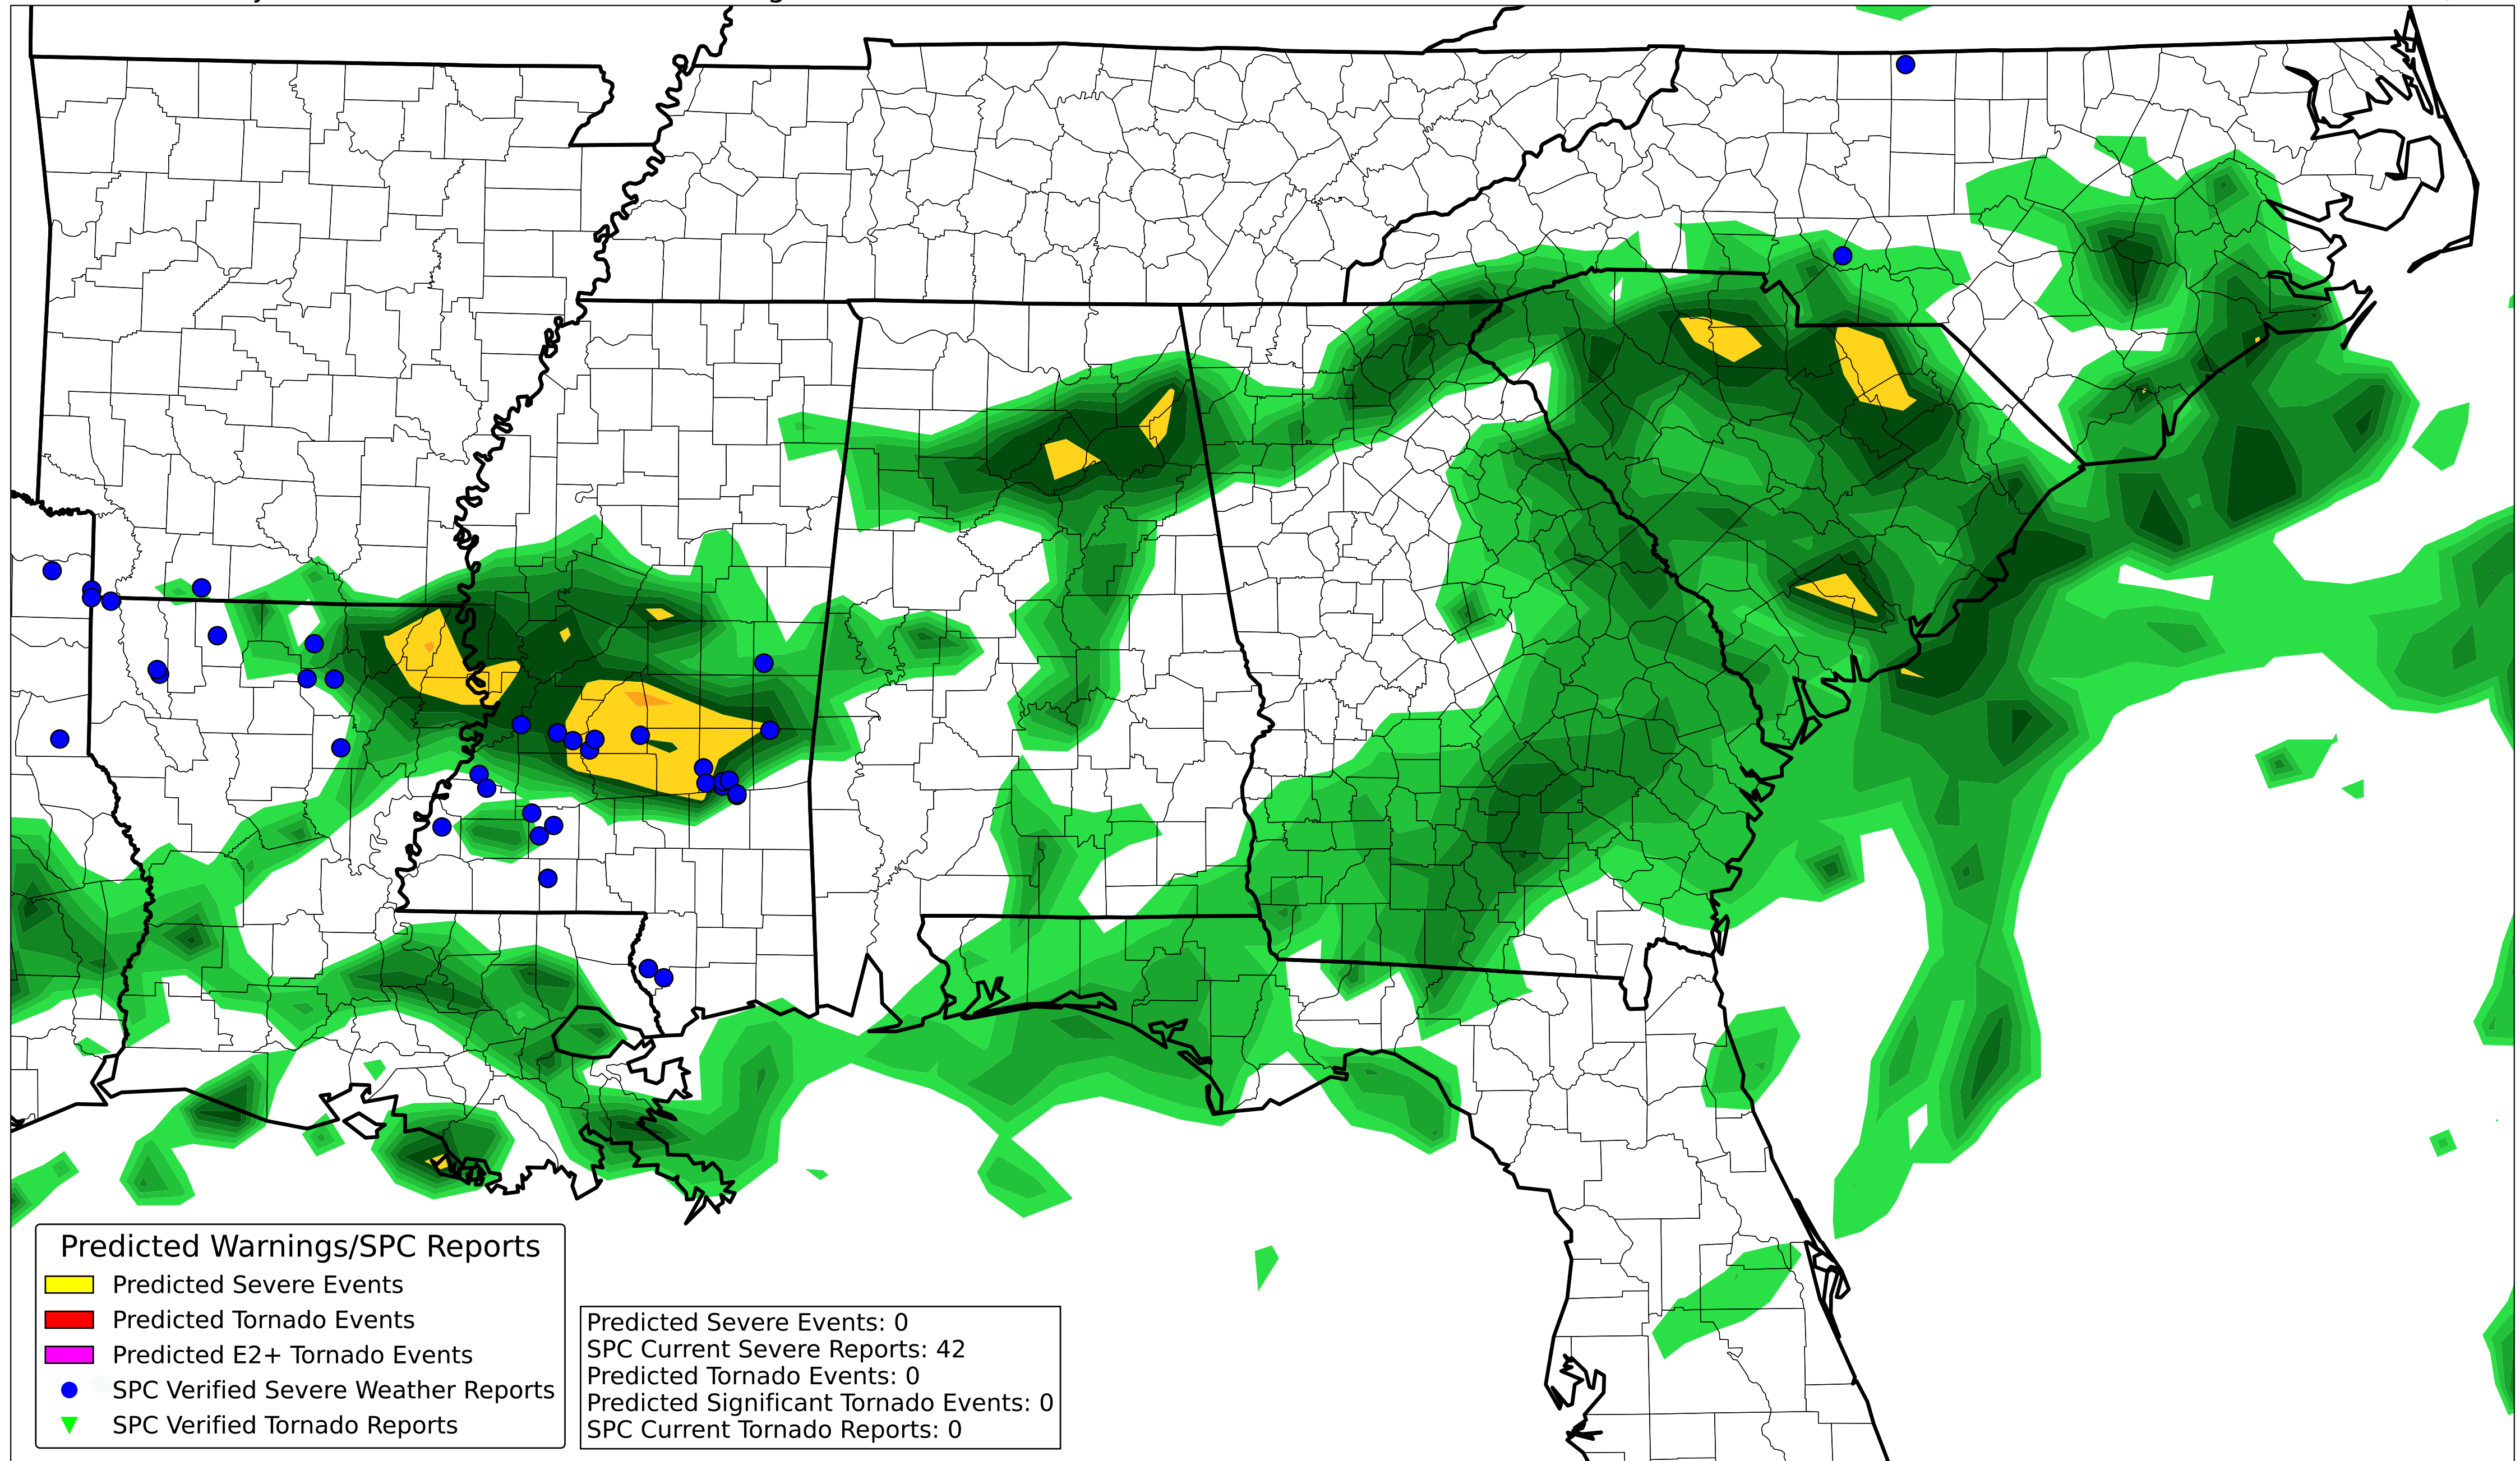 Predicted Warnings/SPC Reports
Predicted Severe Events
Predicted Tornado Events
Predicted E2+ Tornado Events
SPC Verified Severe Weather Reports
SPC Verified Tornado Reports
Predicted Severe Events: 0
SPC Current Severe Reports: 42
Predicted Tornado Events: 0
Predicted Significant Tornado Events: 0
SPC Current Tornado Reports: 0